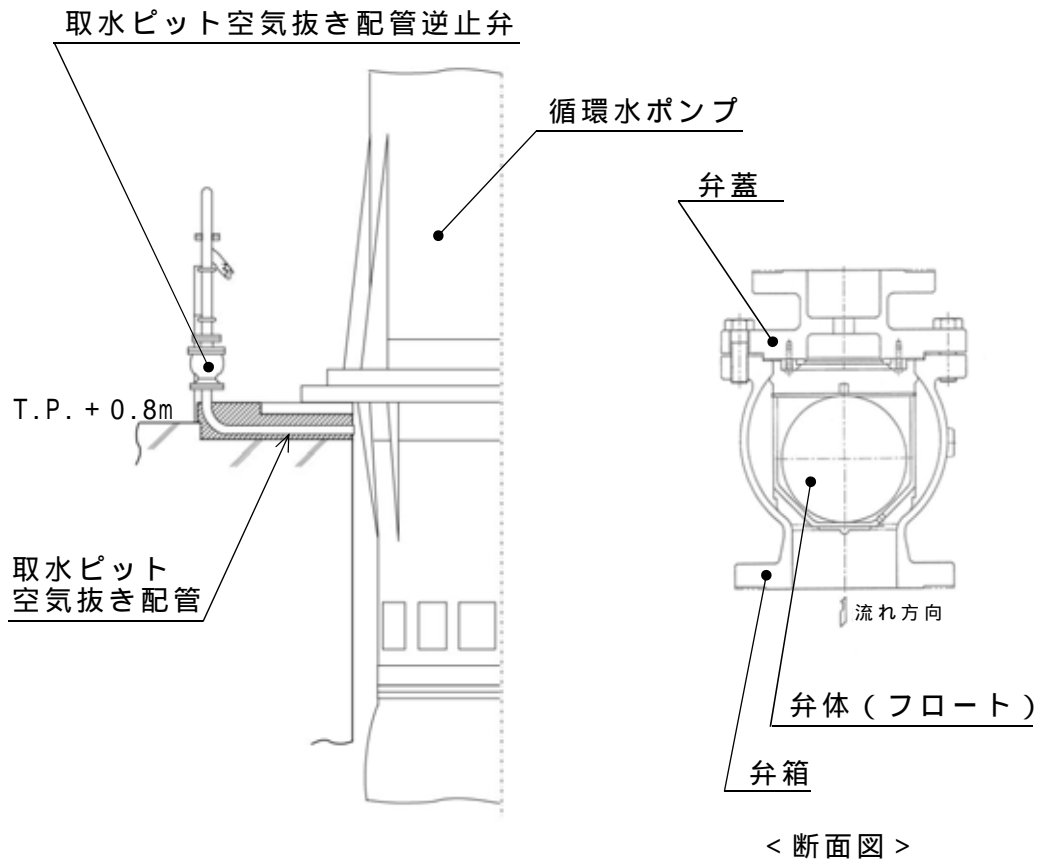 取水ピット空気抜き配管逆止弁
循環水ポンプ
弁蓋
T.P.+0.8m
取水ピット
空気抜き配管
流れ方向
弁体(フロート)
弁箱
<断面図>